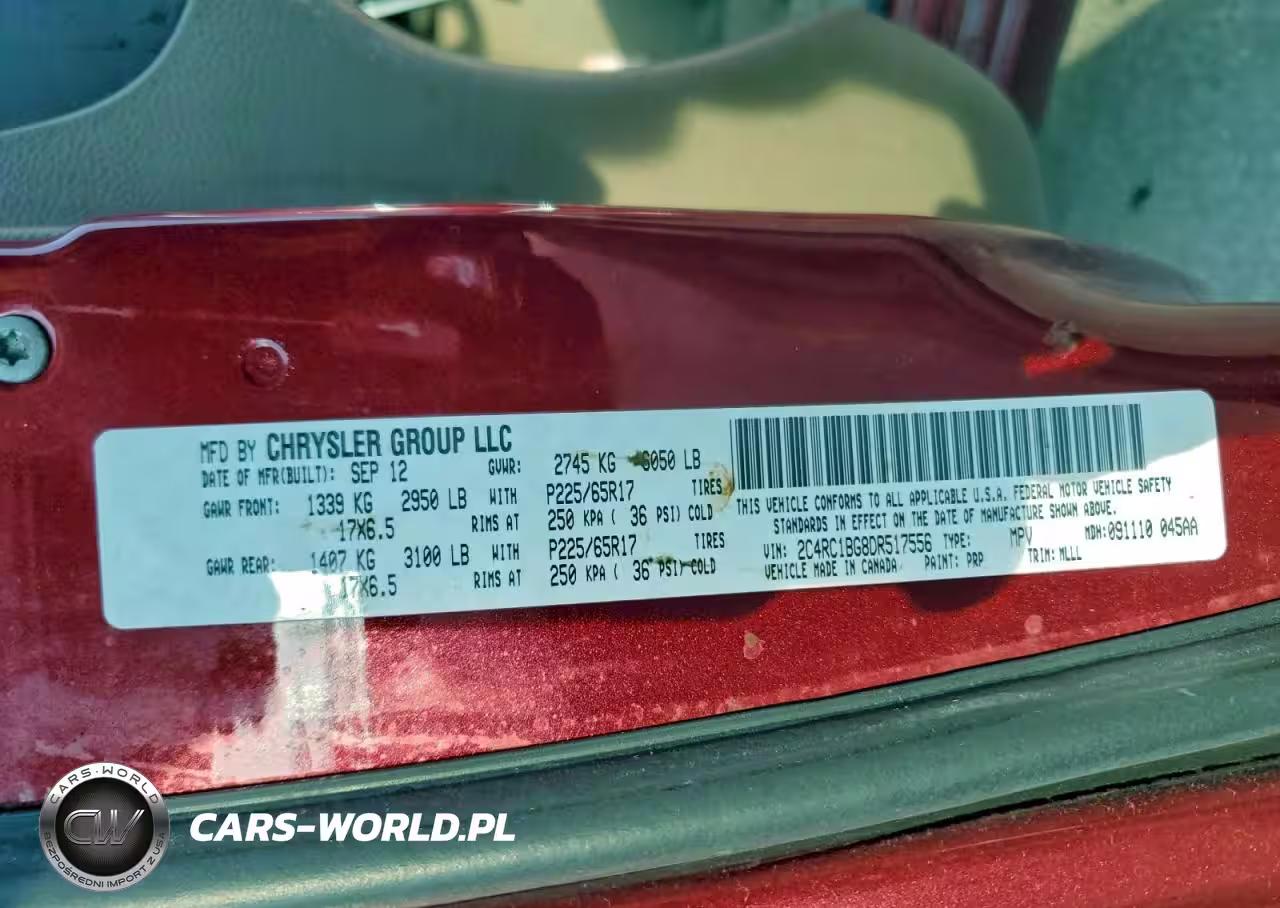 MFD BY CHRYSLER GROUP LLC
DATE OF MFR(BUILT): SEP 12 GVWR: 2745 KG 6050 LB
GAWR FRONT: 1339 KG 2950 LB WITH P225/65R17 TIRES
17X6.5 RIMS AT 250 KPA ( 36 PSI) COLD
GAWR REAR: 1407 KG 3100 LB WITH P225/65R17 TIRES
17X6.5 RIMS AT 250 KPA ( 36 PSI) COLD
THIS VEHICLE CONFORMS TO ALL APPLICABLE U.S.A. FEDERAL MOTOR VEHICLE SAFETY
STANDARDS IN EFFECT ON THE DATE OF MANUFACTURE SHOWN ABOVE.
VIN: 2C4RC1BG8DR517556 TYPE: MPV MDH:091110 045AA
VEHICLE MADE IN CANADA PAINT: PRP TRIM: MLLL
CARS-WORLD
CW
BEZPOŚREDNI IMPORT Z USA
CARS-WORLD.PL